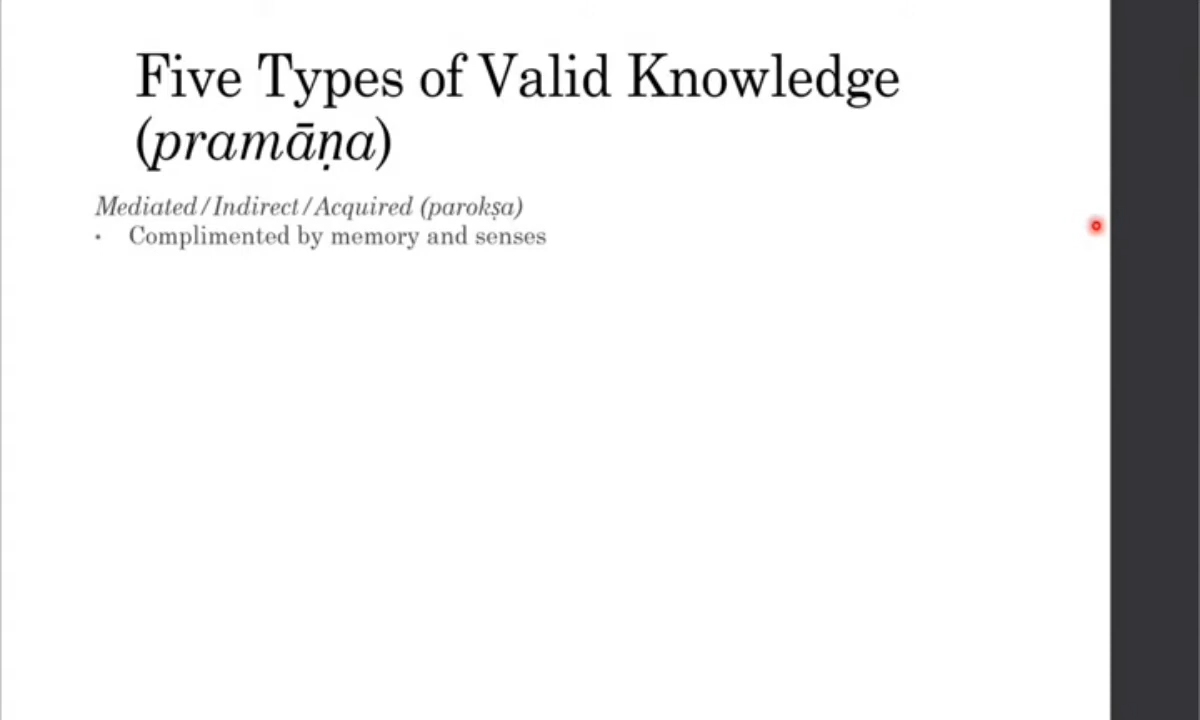 Five Types of Valid Knowledge
(pramāṇa)
Mediated/Indirect/Acquired (parokṣa)
• Complimented by memory and senses